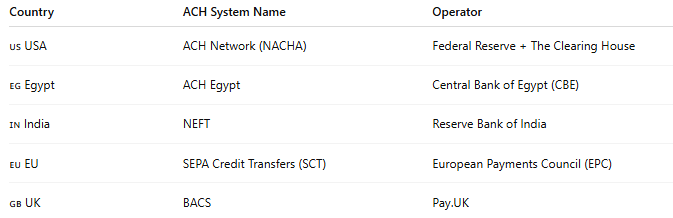 Country ACH System Name Operator
US USA ACH Network (NACHA) Federal Reserve + The Clearing House
EG Egypt ACH Egypt Central Bank of Egypt (CBE)
IN India NEFT Reserve Bank of India
EU EU SEPA Credit Transfers (SCT) European Payments Council (EPC)
GB UK BACS Pay.UK